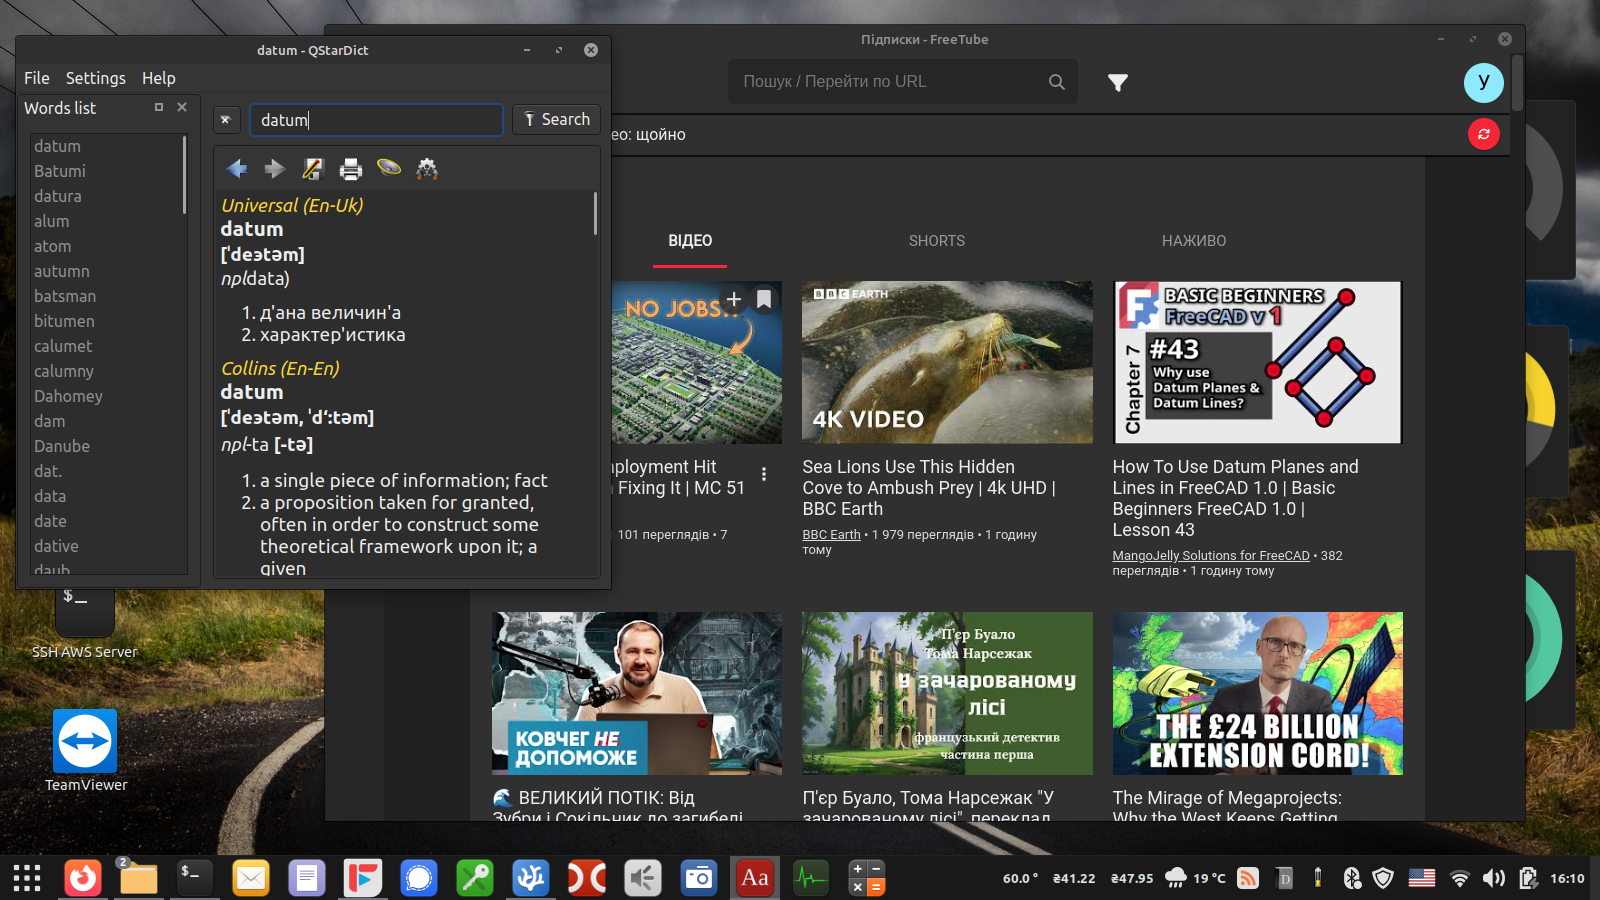 datum - QStarDict
File Settings Help
Words list
datum
Search
datum
Batumi
datura
alum
atom
autumn
batsman
bitumen
calumet
calumny
Dahomey
dam
Danube
dat.
data
date
dative
daub
Universal (En-Uk)
datum
[ˈdeɪətəm]
npldata)
1. д'ана величин'а
2. характер'истика
Collins (En-En)
datum
npl-ta [-tə]
1. a single piece of information; fact
2. a proposition taken for granted,
often in order to construct some
theoretical framework upon it; a
given
Підписки - FreeTube
Пошук / Перейти по URL
У
ео: щойно
ВІДЕО
SHORTS
НАЖИВО
NO JOBS?!
ployment Hit
Fixing It | MC 51
101 переглядів • 7
BBC EARTH
4K VIDEO
Sea Lions Use This Hidden
Cove to Ambush Prey | 4k UHD |
BBC Earth
BBC Earth • 1 979 переглядів • 1 годину
тому
BASIC BEGINNERS
FreeCAD v 1
Chapter 7
#43
Why use
Datum Planes &
Datum Lines?
How To Use Datum Planes and
Lines in FreeCAD 1.0 | Basic
Beginners FreeCAD 1.0 |
Lesson 43
MangoJelly Solutions for FreeCAD • 382
переглядів • 1 годину тому
КОВЧЕГ НЕ
ДОПОМОЖЕ
ВЕЛИКИЙ ПОТІК: Від
Зубри і Сокільник до загибелі
П'єр Буало
Тома Нарсежак
У зачарованому
лісі
французький детектив
частина перша
П'єр Буало, Тома Нарсежак "У
зачарованому лісі", переклад
THE £24 BILLION
EXTENSION CORD!
The Mirage of Megaprojects:
Why the West Keeps Getting
$_
SSH AWS Server
TeamViewer
2
$_
Aa
60.0 °
₴41.22
₴47.95
19 °C
D
16:10